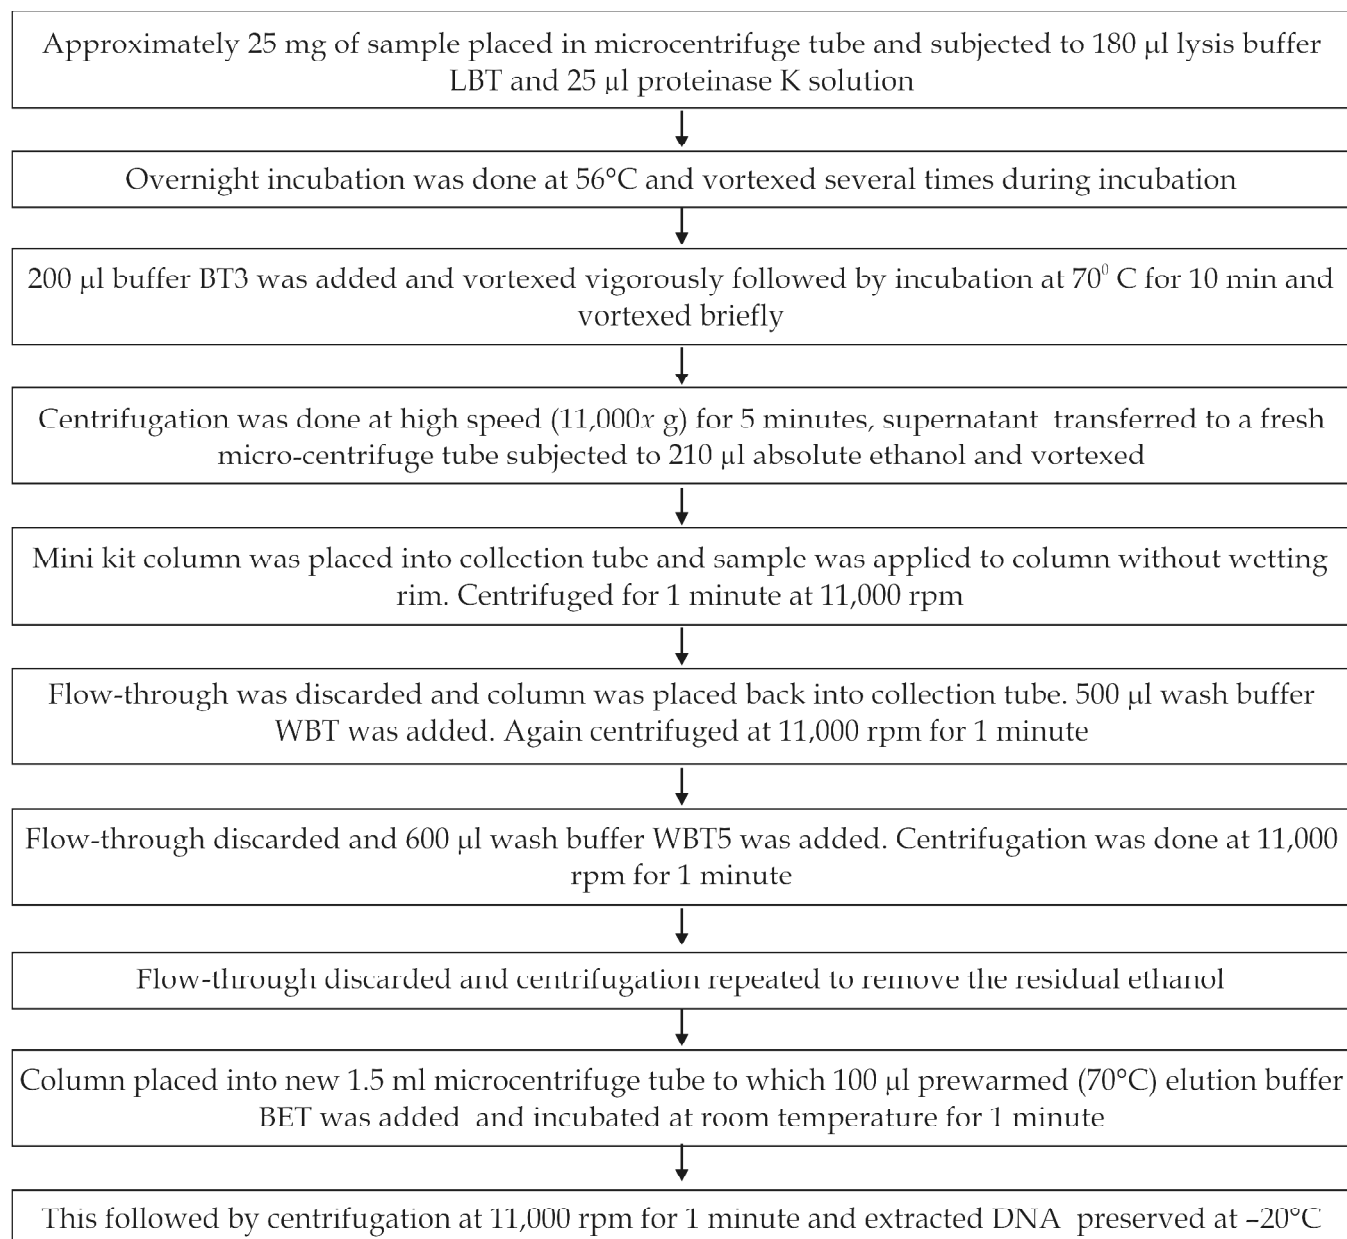 Approximately 25 mg of sample placed in microcentrifuge tube and subjected to 180 µl lysis buffer
LBT and 25 µl proteinase K solution
Overnight incubation was done at 56°C and vortexed several times during incubation
200 µl buffer BT3 was added and vortexed vigorously followed by incubation at 70⁰ C for 10 min and
vortexed briefly
Centrifugation was done at high speed (11,000x g) for 5 minutes, supernatant transferred to a fresh
micro-centrifuge tube subjected to 210 µl absolute ethanol and vortexed
Mini kit column was placed into collection tube and sample was applied to column without wetting
rim. Centrifuged for 1 minute at 11,000 rpm
Flow-through was discarded and column was placed back into collection tube. 500 µl wash buffer
WBT was added. Again centrifuged at 11,000 rpm for 1 minute
Flow-through discarded and 600 µl wash buffer WBT5 was added. Centrifugation was done at 11,000
rpm for 1 minute
Flow-through discarded and centrifugation repeated to remove the residual ethanol
Column placed into new 1.5 ml microcentrifuge tube to which 100 µl prewarmed (70°C) elution buffer
BET was added and incubated at room temperature for 1 minute
This followed by centrifugation at 11,000 rpm for 1 minute and extracted DNA preserved at –20°C